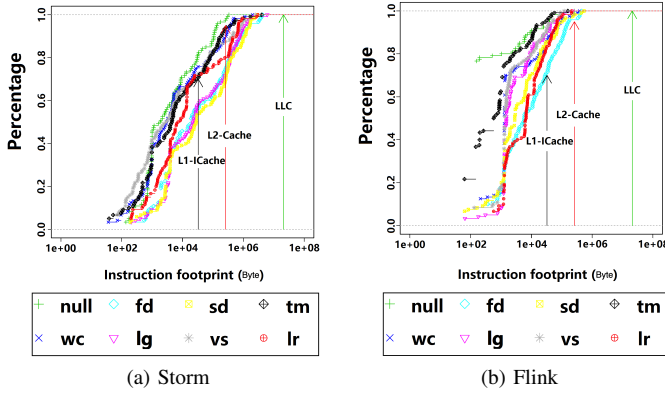 Percentage
1.0
0.8
0.6
0.4
0.2
0.0
LLC
L2-Cache
L1-ICache
1e+00 1e+02 1e+04 1e+06 1e+08
Instruction footprint (Byte)
null fd sd tm
wc lg vs lr
(a) Storm
Percentage
1.0
0.8
0.6
0.4
0.2
0.0
LLC
L2-Cache
L1-ICache
1e+00 1e+02 1e+04 1e+06 1e+08
Instruction footprint (Byte)
null fd sd tm
wc lg vs lr
(b) Flink